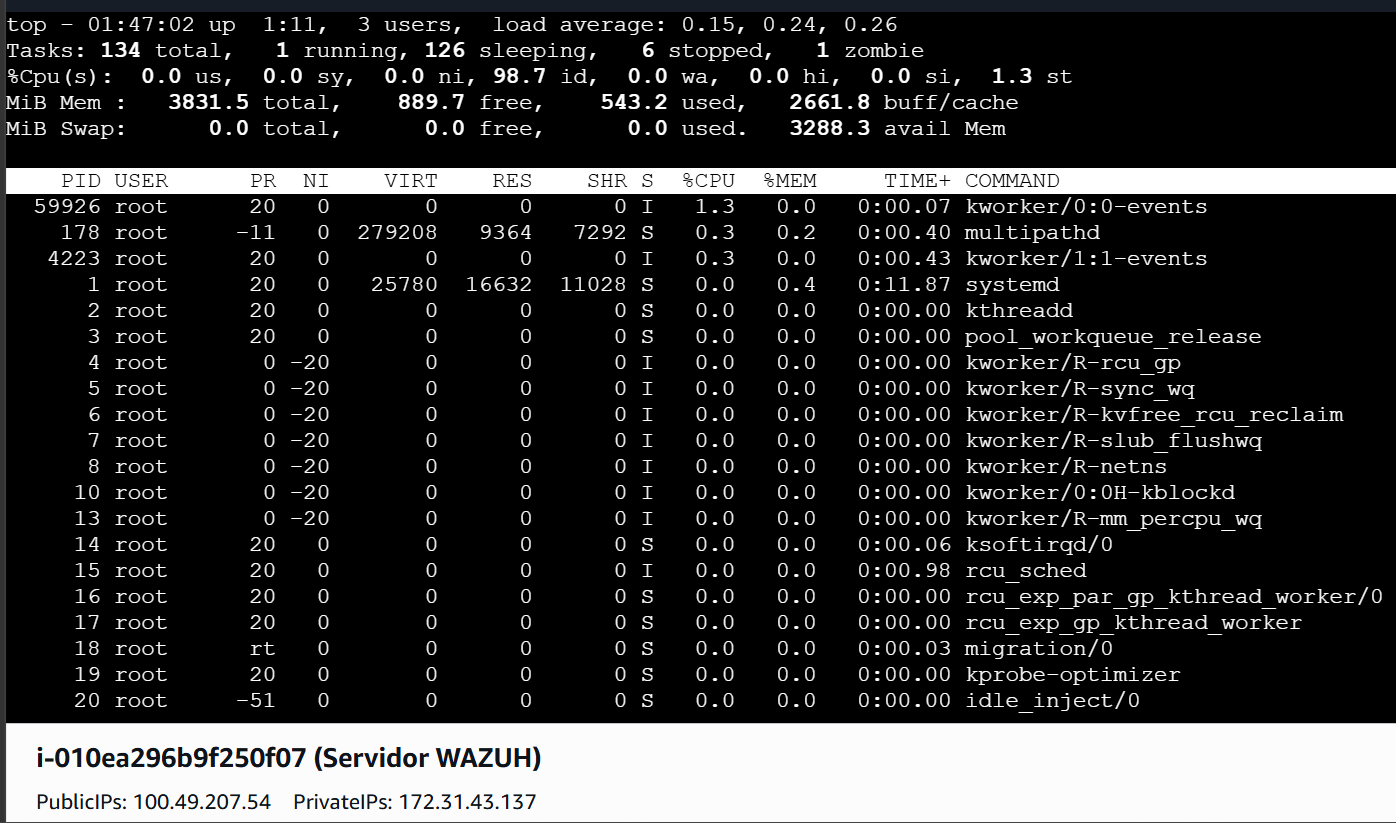 top - 01:47:02 up  1:11,  3 users,  load average: 0.15, 0.24, 0.26
Tasks: 134 total,   1 running, 126 sleeping,   6 stopped,   1 zombie
%Cpu(s):  0.0 us,  0.0 sy,  0.0 ni, 98.7 id,  0.0 wa,  0.0 hi,  0.0 si,  1.3 st
MiB Mem :   3831.5 total,    889.7 free,    543.2 used,   2661.8 buff/cache
MiB Swap:      0.0 total,      0.0 free,      0.0 used.   3288.3 avail Mem
PID USER      PR  NI    VIRT    RES    SHR S  %CPU  %MEM     TIME+ COMMAND
59926 root      20   0       0      0      0 I   1.3   0.0   0:00.07 kworker/0:0-events
178 root     -11   0  279208   9364   7292 S   0.3   0.2   0:00.40 multipathd
4223 root      20   0       0      0      0 I   0.3   0.0   0:00.43 kworker/1:1-events
1 root      20   0   25780  16632  11028 S   0.0   0.4   0:11.87 systemd
2 root      20   0       0      0      0 S   0.0   0.0   0:00.00 kthreadd
3 root      20   0       0      0      0 S   0.0   0.0   0:00.00 pool_workqueue_release
4 root       0 -20       0      0      0 I   0.0   0.0   0:00.00 kworker/R-rcu_gp
5 root       0 -20       0      0      0 I   0.0   0.0   0:00.00 kworker/R-sync_wq
6 root       0 -20       0      0      0 I   0.0   0.0   0:00.00 kworker/R-kvfree_rcu_reclaim
7 root       0 -20       0      0      0 I   0.0   0.0   0:00.00 kworker/R-slub_flushwq
8 root       0 -20       0      0      0 I   0.0   0.0   0:00.00 kworker/R-netns
10 root       0 -20       0      0      0 I   0.0   0.0   0:00.00 kworker/0:0H-kblockd
13 root       0 -20       0      0      0 I   0.0   0.0   0:00.00 kworker/R-mm_percpu_wq
14 root      20   0       0      0      0 S   0.0   0.0   0:00.06 ksoftirqd/0
15 root      20   0       0      0      0 I   0.0   0.0   0:00.98 rcu_sched
16 root      20   0       0      0      0 S   0.0   0.0   0:00.00 rcu_exp_par_gp_kthread_worker/0
17 root      20   0       0      0      0 S   0.0   0.0   0:00.00 rcu_exp_gp_kthread_worker
18 root      rt   0       0      0      0 S   0.0   0.0   0:00.03 migration/0
19 root      20   0       0      0      0 S   0.0   0.0   0:00.00 kprobe-optimizer
20 root     -51   0       0      0      0 S   0.0   0.0   0:00.00 idle_inject/0
i-010ea296b9f250f07 (Servidor WAZUH)
PublicIPs: 100.49.207.54    PrivateIPs: 172.31.43.137